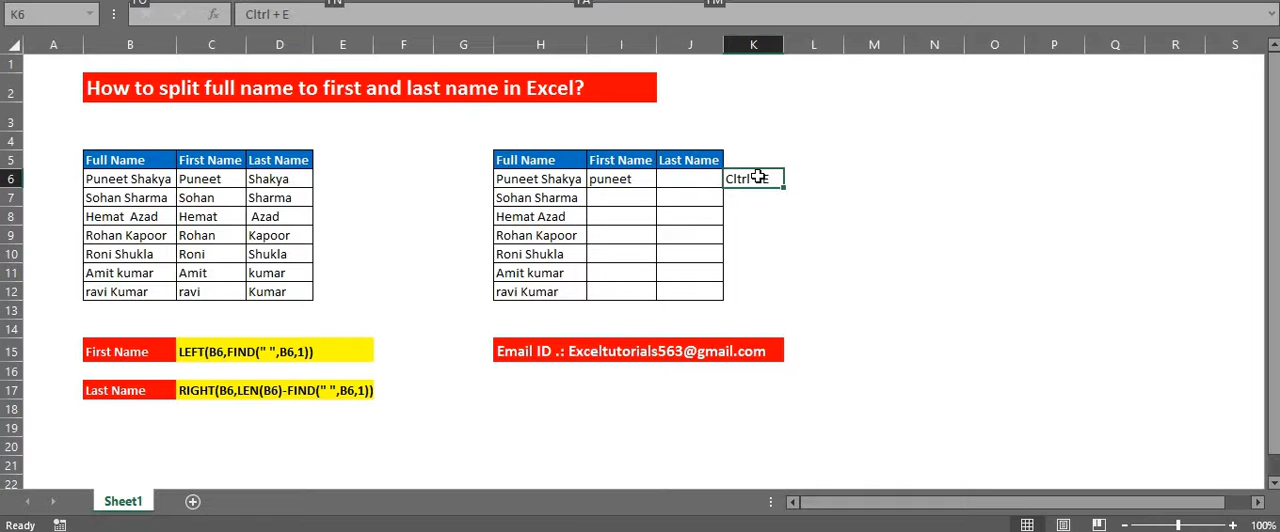 K6 Cltrl + E
A B C D E F G H I J K L M N O P Q R S
1
2 How to split full name to first and last name in Excel?
3
4
5 Full Name First Name Last Name Full Name First Name Last Name
6 Puneet Shakya Puneet Shakya Puneet Shakya puneet Cltrl + E
7 Sohan Sharma Sohan Sharma Sohan Sharma
8 Hemat  Azad Hemat  Azad Hemat Azad
9 Rohan Kapoor Rohan Kapoor Rohan Kapoor
10 Roni Shukla Roni Shukla Roni Shukla
11 Amit kumar Amit kumar Amit kumar
12 ravi Kumar ravi Kumar ravi Kumar
13
14
15 First Name LEFT(B6,FIND(" ",B6,1)) Email ID .: Exceltutorials563@gmail.com
16
17 Last Name RIGHT(B6,LEN(B6)-FIND(" ",B6,1))
18
19
20
21
22
Sheet1
Ready 100%